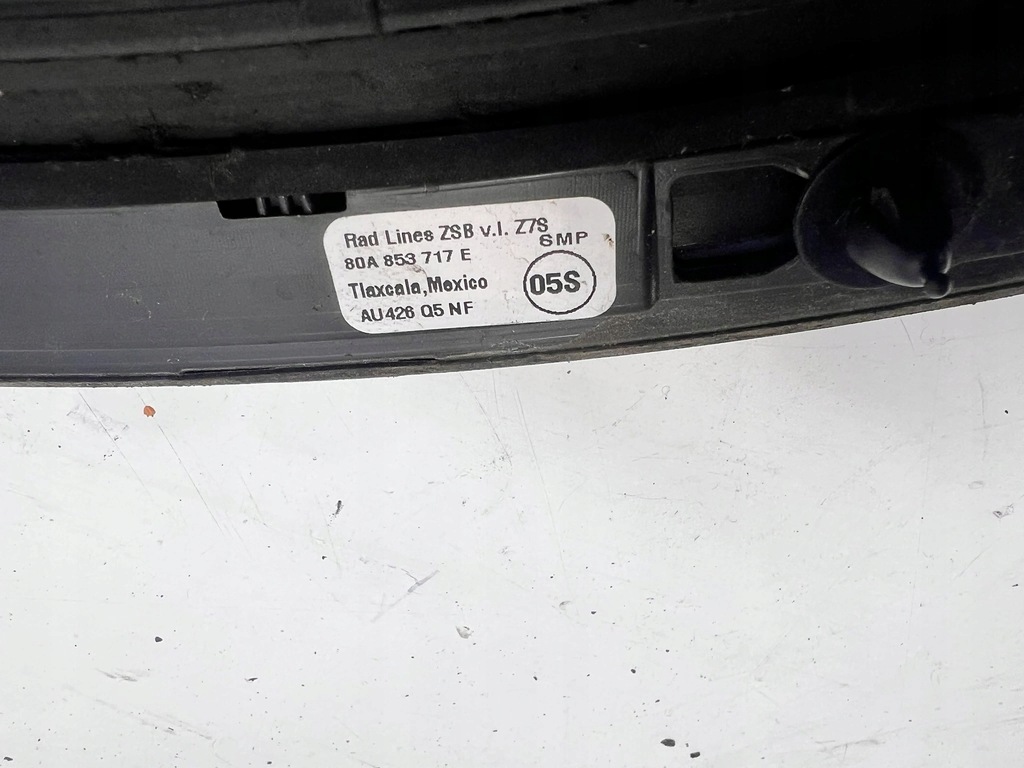 Rad Lines ZSB v.l. Z7S
SMP
80A 853 717 E
Tlaxcala,Mexico
05S
AU426 Q5 NF